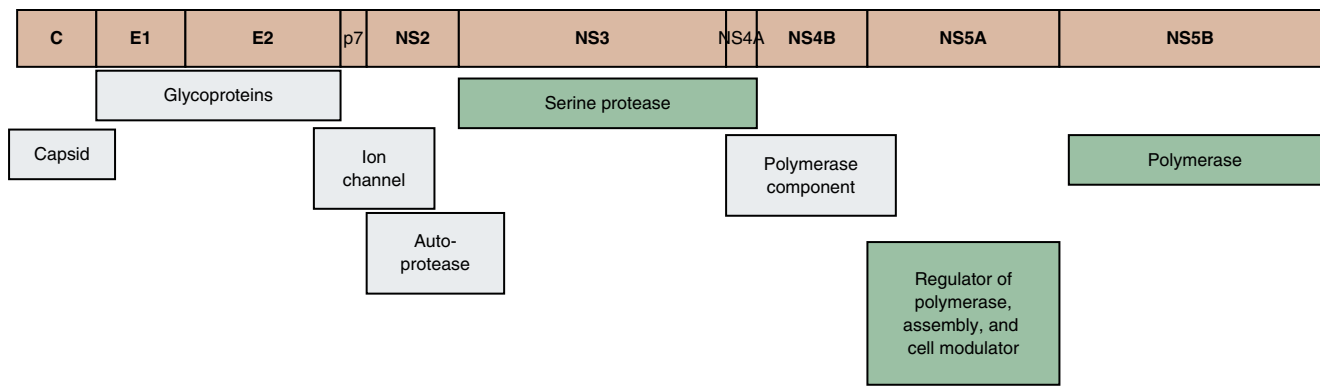 C E1 E2 p7 NS2 NS3 NS4A NS4B NS5A NS5B
Glycoproteins
Serine protease
Capsid
Ion
channel
Polymerase
component
Polymerase
Auto-
protease
Regulator of
polymerase,
assembly, and
cell modulator